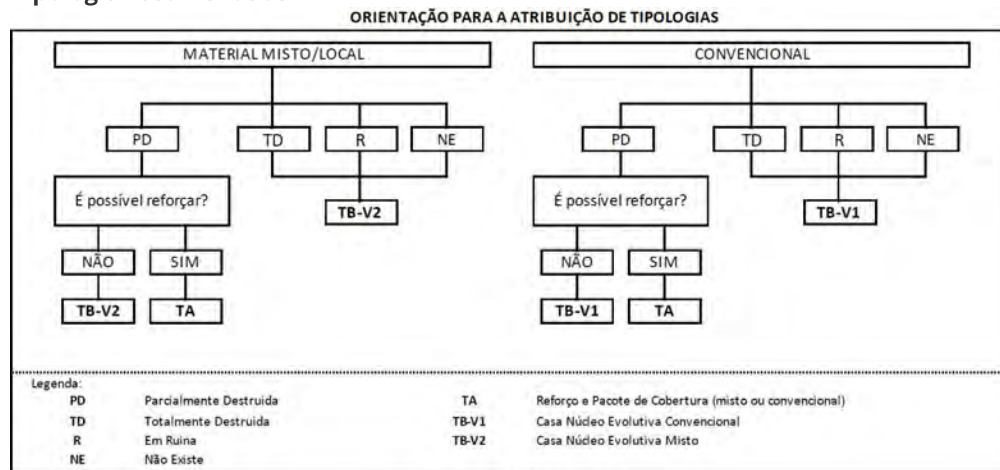 ORIENTAÇÃO PARA A ATRIBUIÇÃO DE TIPOLOGIAS
MATERIAL MISTO/LOCAL
CONVENCIONAL
PD TD R NE
PD TD R NE
É possível reforçar?
TB-V2
É possível reforçar?
TB-V1
NÃO SIM
NÃO SIM
TB-V2 TA
TB-V1 TA
Legenda:
PD Parcialmente Destruida TA Reforço e Pacote de Cobertura (misto ou convencional)
TD Totalmente Destruida TB-V1 Casa Núcleo Evolutiva Convencional
R Em Ruina TB-V2 Casa Núcleo Evolutiva Misto
NE Não Existe